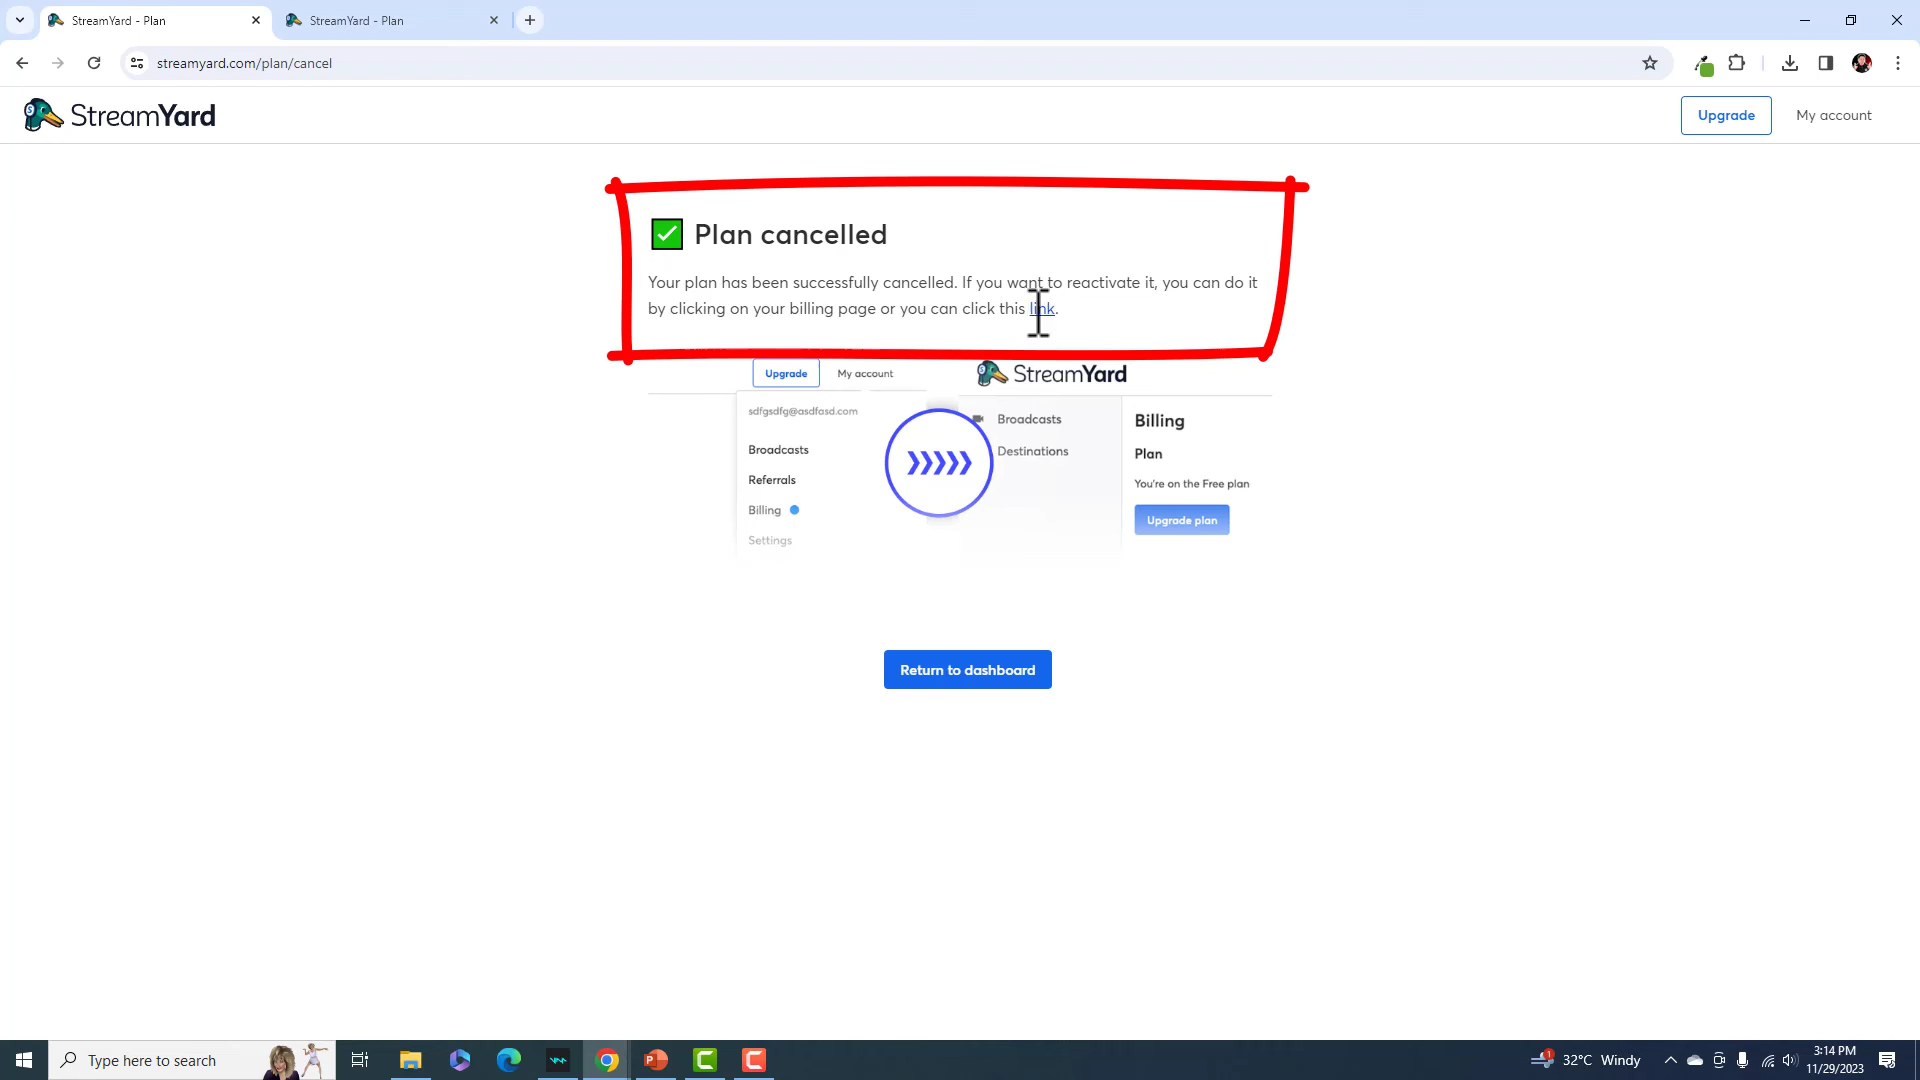 StreamYard - Plan
StreamYard - Plan
streamyard.com/plan/cancel
StreamYard
Upgrade
My account
Plan cancelled
Your plan has been successfully cancelled. If you want to reactivate it, you can do it
by clicking on your billing page or you can click this link.
Upgrade
My account
sdfgsdfg@asdfasd.com
Broadcasts
Referrals
Billing
Settings
StreamYard
Broadcasts
Destinations
Billing
Plan
You're on the Free plan
Upgrade plan
Return to dashboard
Type here to search
1
32°C Windy
3:14 PM
11/29/2023